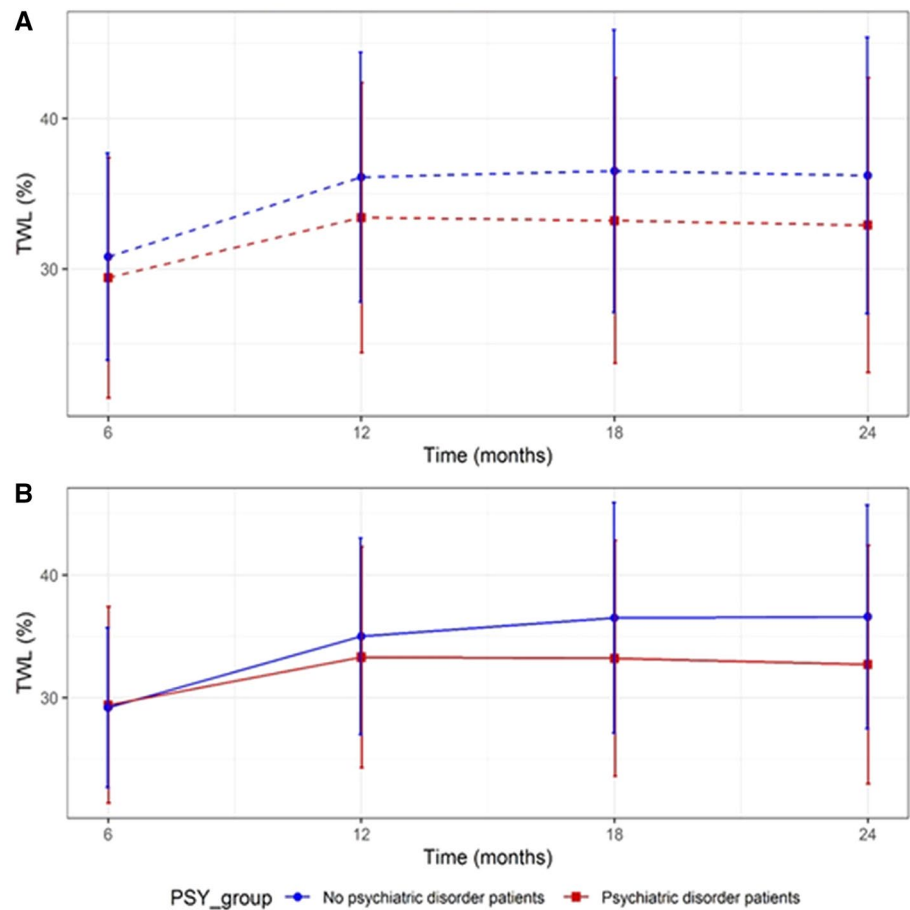 A
TWL (%)
40
30
6 12 18 24
Time (months)
B
TWL (%)
40
30
6 12 18 24
Time (months)
PSY_group No psychiatric disorder patients Psychiatric disorder patients